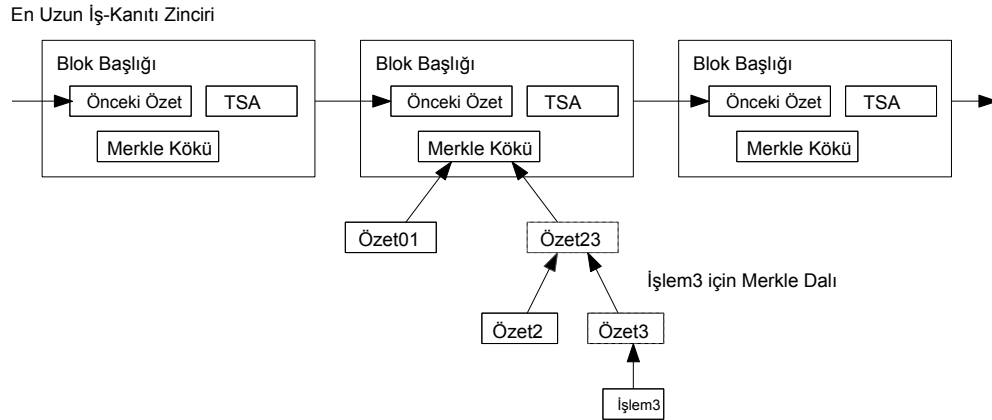 En Uzun İş-Kanıtı Zinciri
Blok Başlığı
Önceki Özet
TSA
Merkle Kökü
Blok Başlığı
Önceki Özet
TSA
Merkle Kökü
Blok Başlığı
Önceki Özet
TSA
Merkle Kökü
Özet01
Özet23
İşlem3 için Merkle Dalı
Özet2
Özet3
İşlem3